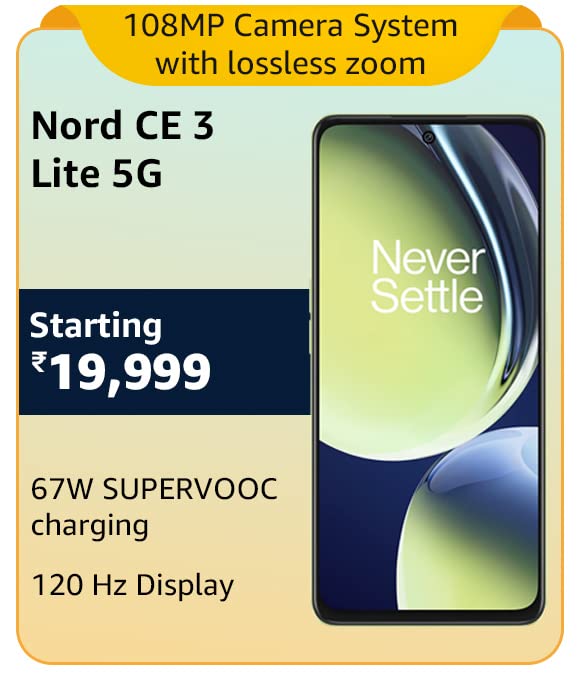 108MP Camera System
with lossless zoom
Nord CE 3
Lite 5G
Never
Settle
Starting
₹19,999
67W SUPERVOOC
charging
120 Hz Display